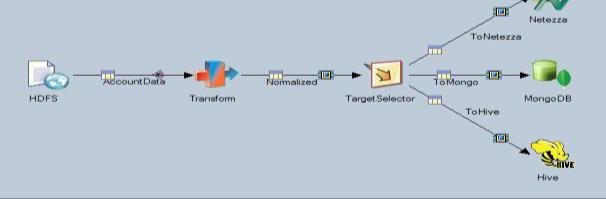 Netezza
ToNetezza
AccountData
Normalized
ToMongo
HDFS
Transform
TargetSelector
MongoDB
ToHive
HIVE
Hive